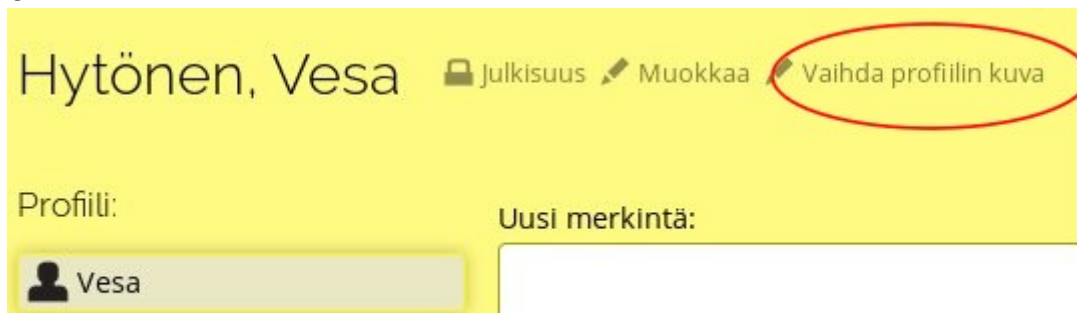 Hytönen, Vesa Julkisuus Muokkaa Vaihda profiilin kuva
Profiili:
Uusi merkintä:
Vesa